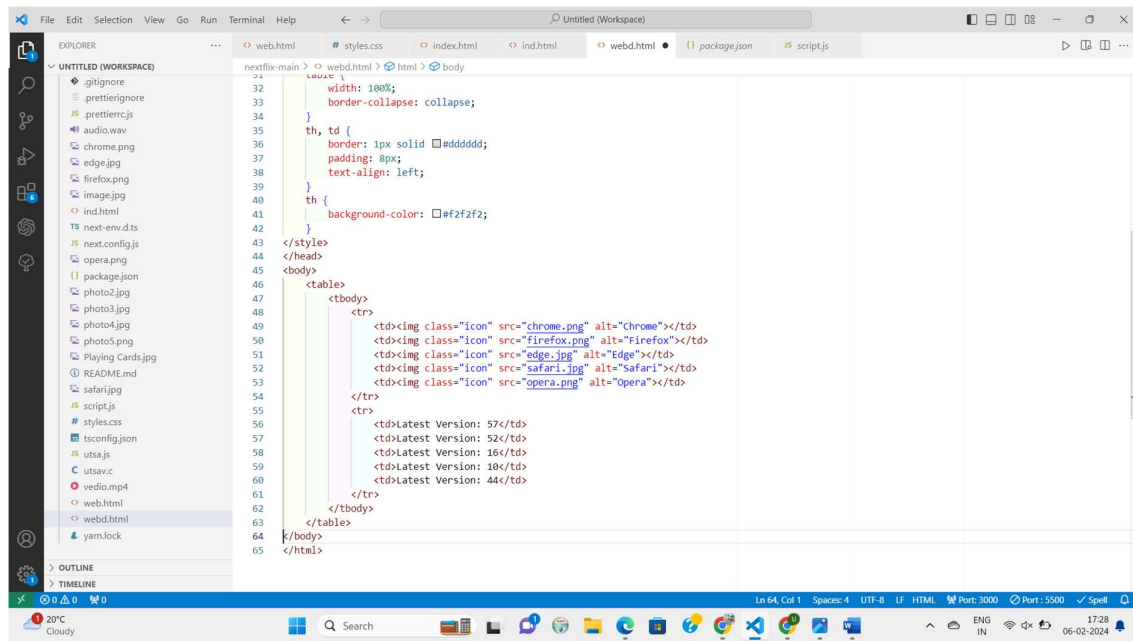 File Edit Selection View Go Run Terminal Help
Untitled (Workspace)
EXPLORER
web.html
styles.css
index.html
ind.html
webd.html
package.json
script.js
UNTITLED (WORKSPACE)
nextflix-main > webd.html > html > body
.gitignore
.prettierignore
.prettierrc.js
audio.wav
chrome.png
edge.jpg
firefox.png
image.jpg
ind.html
next-env.d.ts
next.config.js
opera.png
package.json
photo2.jpg
photo3.jpg
photo4.jpg
photo5.png
Playing Cards.jpg
README.md
safari.jpg
script.js
styles.css
tsconfig.json
utsa.js
utsav.c
vedio.mp4
web.html
webd.html
yarn.lock
OUTLINE
TIMELINE
31 table {
32 width: 100%;
33 border-collapse: collapse;
34 }
35 th, td {
36 border: 1px solid #dddddd;
37 padding: 8px;
38 text-align: left;
39 }
40 th {
41 background-color: #f2f2f2;
42 }
43 </style>
44 </head>
45 <body>
46 <table>
47 <tbody>
48 <tr>
49 <td><img class="icon" src="chrome.png" alt="Chrome"></td>
50 <td><img class="icon" src="firefox.png" alt="Firefox"></td>
51 <td><img class="icon" src="edge.jpg" alt="Edge"></td>
52 <td><img class="icon" src="safari.jpg" alt="Safari"></td>
53 <td><img class="icon" src="opera.png" alt="Opera"></td>
54 </tr>
55 <tr>
56 <td>Latest Version: 57</td>
57 <td>Latest Version: 52</td>
58 <td>Latest Version: 16</td>
59 <td>Latest Version: 10</td>
60 <td>Latest Version: 44</td>
61 </tr>
62 </tbody>
63 </table>
64 </body>
65 </html>
0 0 0 Ln 64, Col 1 Spaces: 4 UTF-8 LF HTML Port: 3000 Port : 5500 Spell
20°C
Cloudy
Search
ENG
IN
17:28
06-02-2024